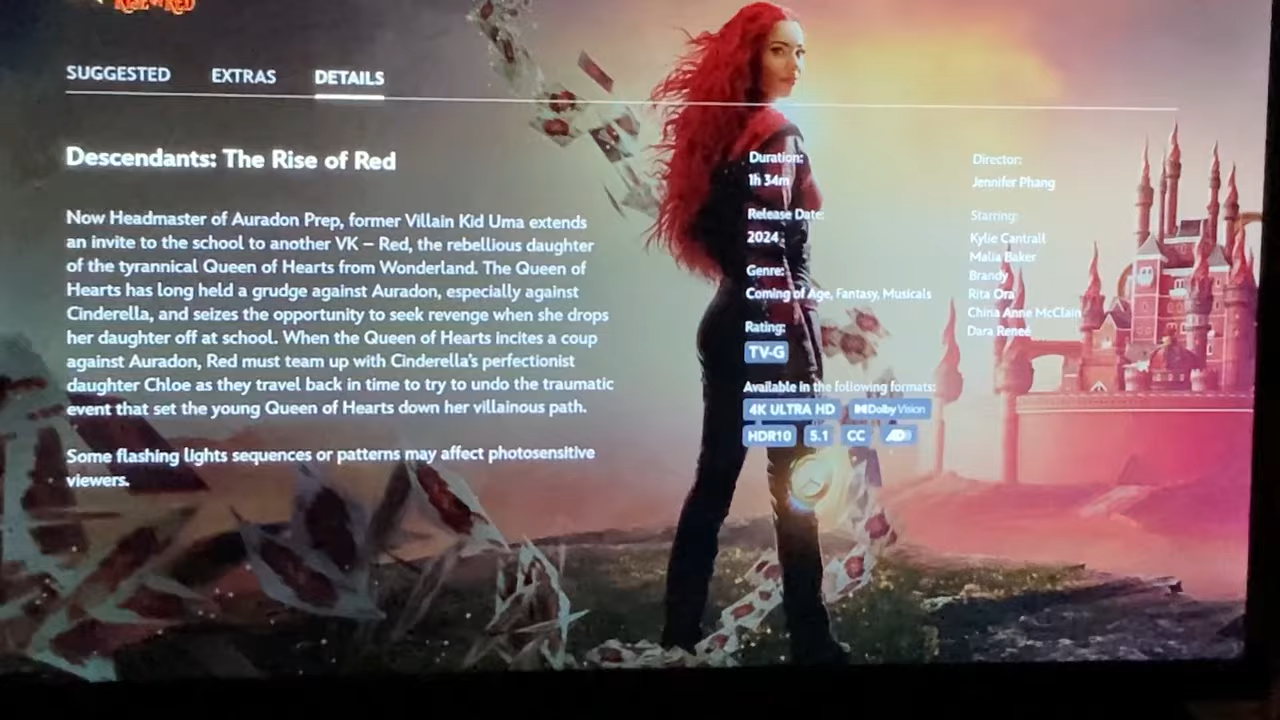 RISE OF RED
SUGGESTED EXTRAS DETAILS
Descendants: The Rise of Red
Now Headmaster of Auradon Prep, former Villain Kid Uma extends
an invite to the school to another VK – Red, the rebellious daughter
of the tyrannical Queen of Hearts from Wonderland. The Queen of
Hearts has long held a grudge against Auradon, especially against
Cinderella, and seizes the opportunity to seek revenge when she drops
her daughter off at school. When the Queen of Hearts incites a coup
against Auradon, Red must team up with Cinderella's perfectionist
daughter Chloe as they travel back in time to try to undo the traumatic
event that set the young Queen of Hearts down her villainous path.
Some flashing lights sequences or patterns may affect photosensitive
viewers.
Duration:
1h 34m
Release Date:
2024
Genre:
Coming of Age, Fantasy, Musicals
Rating:
TV-G
Available in the following formats:
4K ULTRA HD Dolby Vision
HDR10 5.1 CC AD
Director:
Jennifer Phang
Starring:
Kylie Cantrall
Malia Baker
Brandy
Rita Ora
China Anne McClain
Dara Reneé